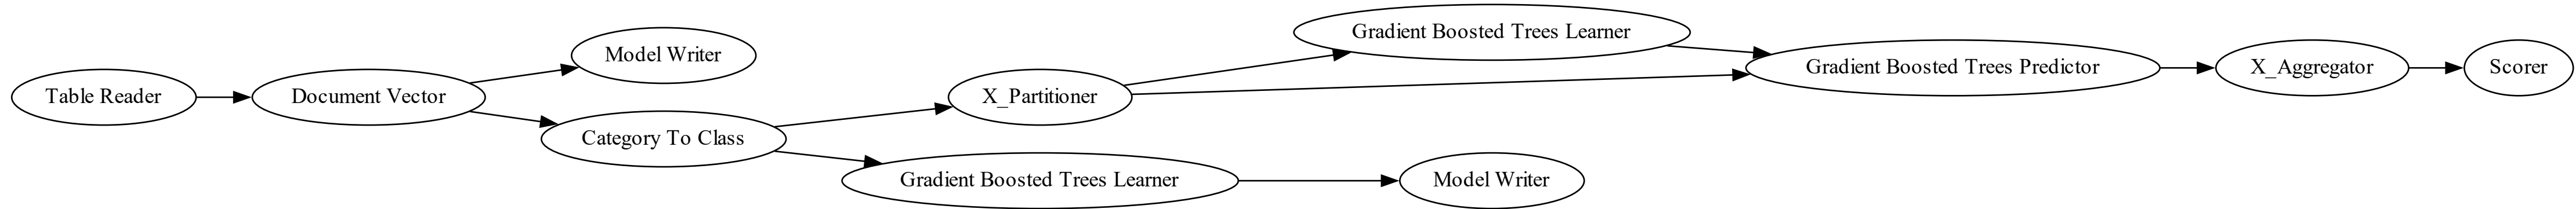 Table Reader
Document Vector
Model Writer
Category To Class
X_Partitioner
Gradient Boosted Trees Learner
Gradient Boosted Trees Learner
Model Writer
Gradient Boosted Trees Predictor
X_Aggregator
Scorer